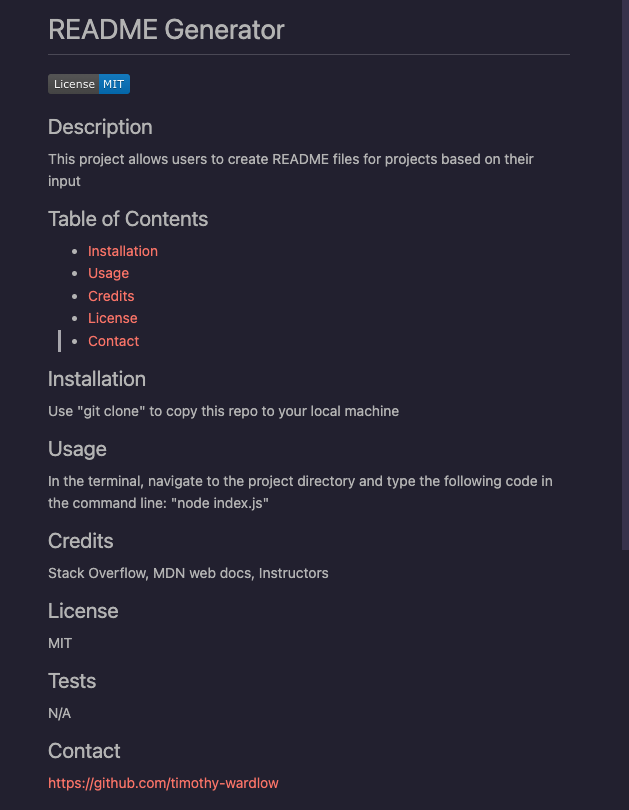 README Generator
License MIT
Description
This project allows users to create README files for projects based on their
input
Table of Contents
Installation
Usage
Credits
License
Contact
Installation
Use "git clone" to copy this repo to your local machine
Usage
In the terminal, navigate to the project directory and type the following code in
the command line: "node index.js"
Credits
Stack Overflow, MDN web docs, Instructors
License
MIT
Tests
N/A
Contact
https://github.com/timothy-wardlow